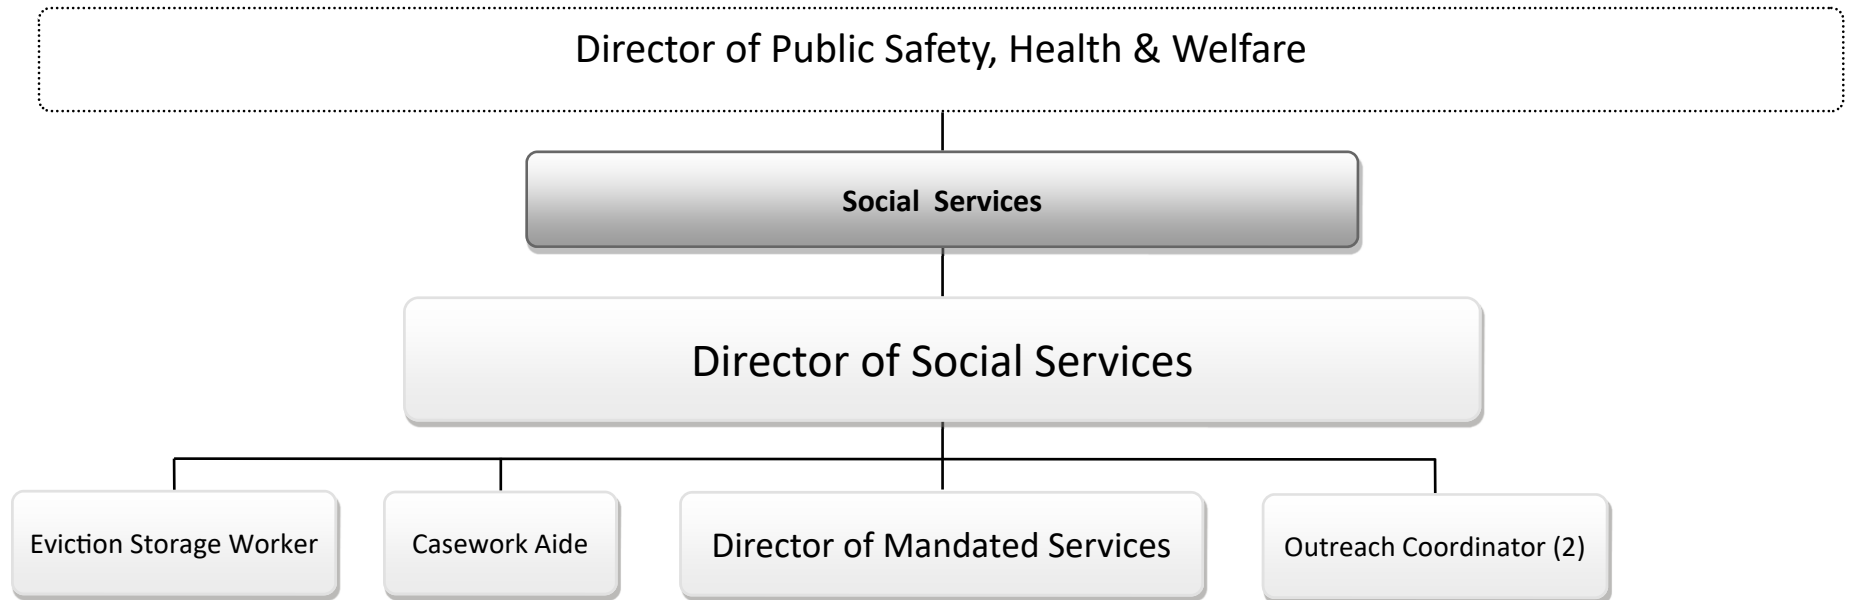 Director of Public Safety, Health & Welfare
Social  Services
Director of Social Services
Eviction Storage Worker
Casework Aide
Director of Mandated Services
Outreach Coordinator (2)